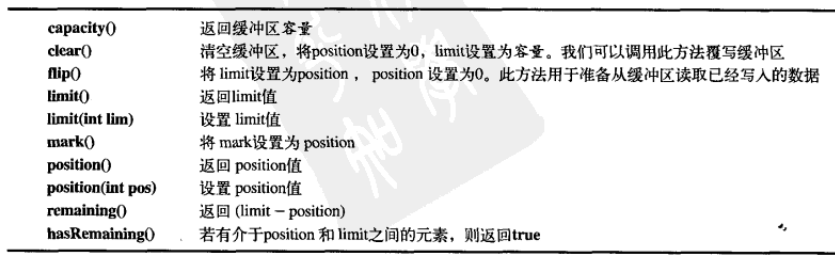 capacity() 返回缓冲区容量
clear() 清空缓冲区，将position设置为0，limit设置为容量。我们可以调用此方法覆写缓冲区
flip() 将 limit设置为position ， position 设置为0。此方法用于准备从缓冲区读取已经写入的数据
limit() 返回limit值
limit(int lim) 设置 limit值
mark() 将 mark设置为 position
position() 返回 position值
position(int pos) 设置 position值
remaining() 返回 (limit − position)
hasRemaining() 若有介于position 和 limit之间的元素，则返回true